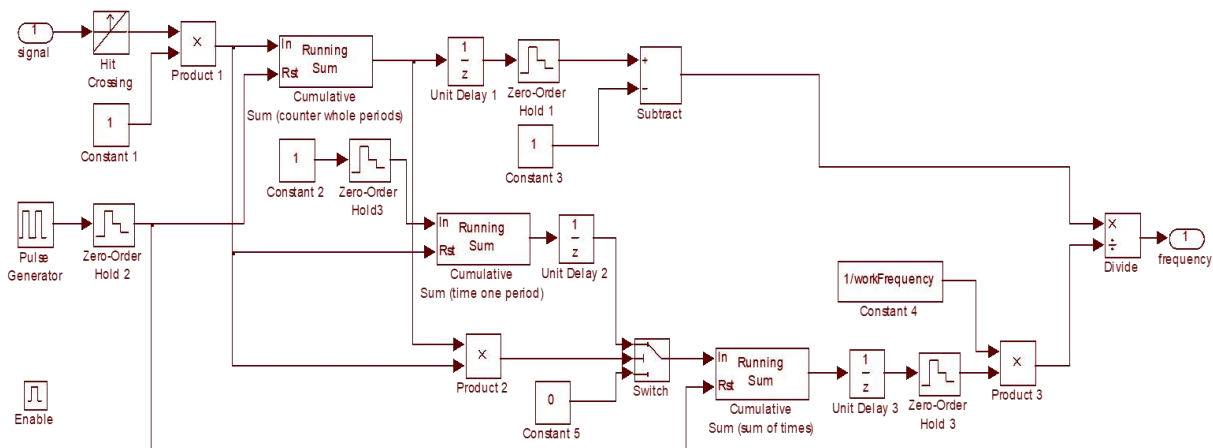 1
signal
Hit
Crossing
X
Product 1
1
Constant 1
In
Rst
Running
Sum
Cumulative
Sum (counter whole periods)
1
z
Unit Delay 1
Zero-Order
Hold 1
+
−
Subtract
1
Constant 3
1
Constant 2
Zero-Order
Hold3
Pulse
Generator
Zero-Order
Hold 2
In
Rst
Running
Sum
Cumulative
Sum (time one period)
1
z
Unit Delay 2
X
÷
Divide
1
frequency
1/workFrequency
Constant 4
X
Product 2
Switch
0
Constant 5
In
Rst
Running
Sum
Cumulative
Sum (sum of times)
1
z
Unit Delay 3
Zero-Order
Hold 3
X
Product 3
Enable